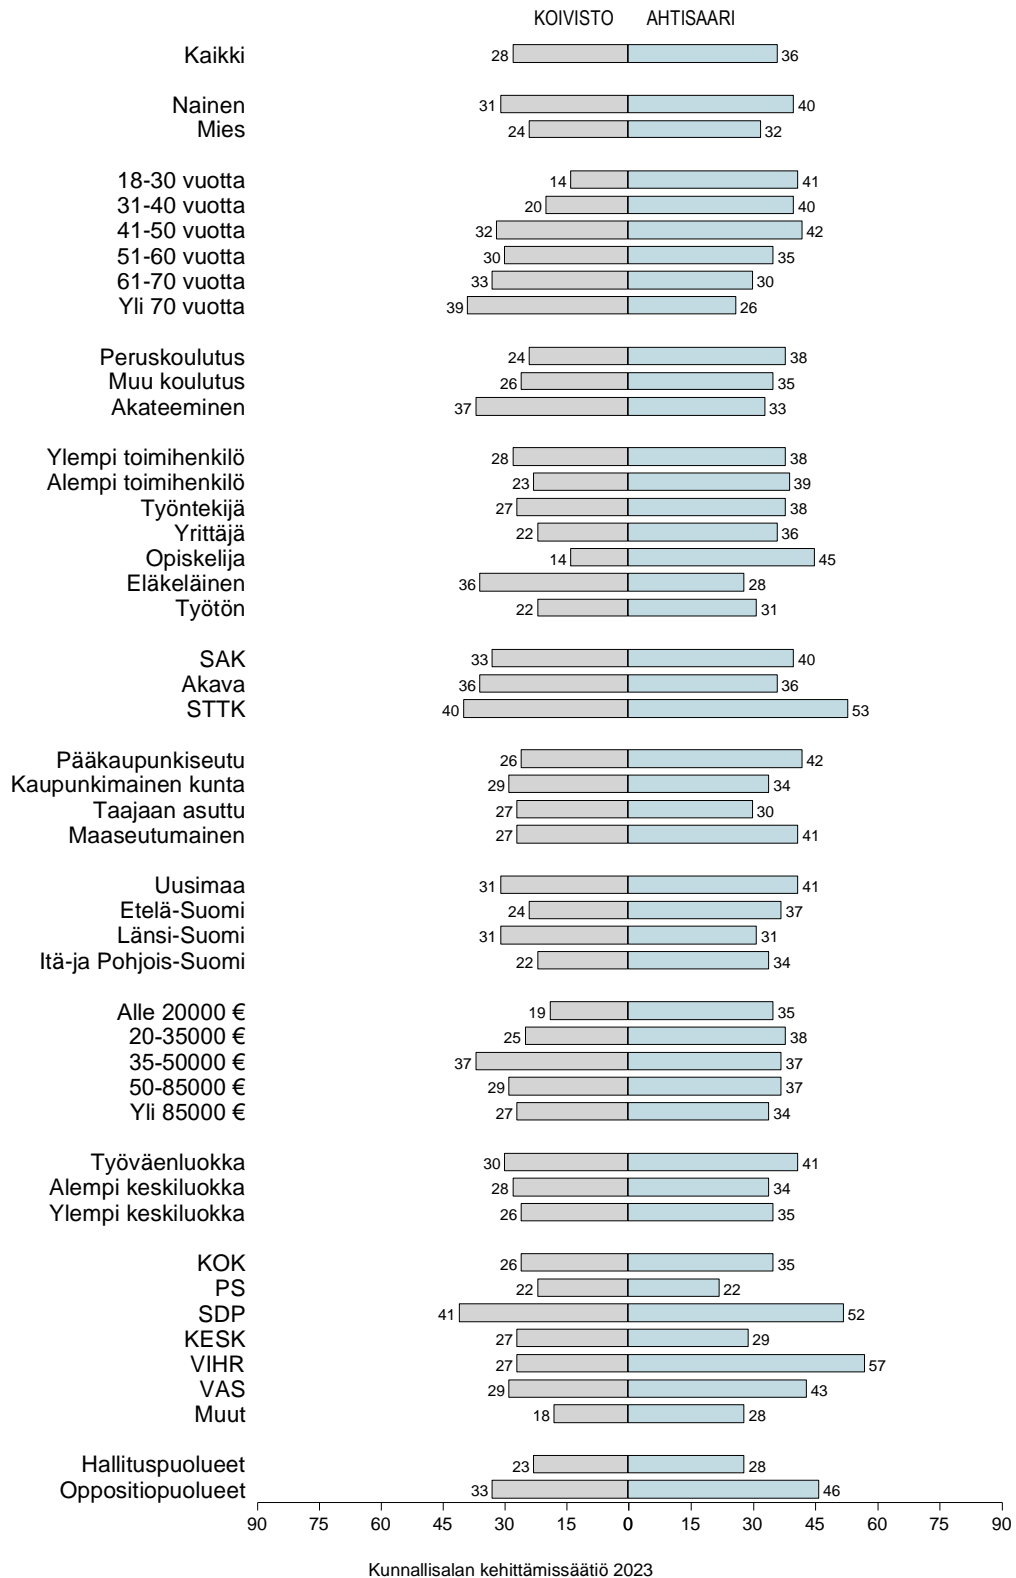 KOIVISTO AHTISAARI
Kaikki 28 36
Nainen 31 40
Mies 24 32
18-30 vuotta 14 41
31-40 vuotta 20 40
41-50 vuotta 32 42
51-60 vuotta 30 35
61-70 vuotta 33 30
Yli 70 vuotta 39 26
Peruskoulutus 24 38
Muu koulutus 26 35
Akateeminen 37 33
Ylempi toimihenkilö 28 38
Alempi toimihenkilö 23 39
Työntekijä 27 38
Yrittäjä 22 36
Opiskelija 14 45
Eläkeläinen 36 28
Työtön 22 31
SAK 33 40
Akava 36 36
STTK 40 53
Pääkaupunkiseutu 26 42
Kaupunkimainen kunta 29 34
Taajaan asuttu 27 30
Maaseutumainen 27 41
Uusimaa 31 41
Etelä-Suomi 24 37
Länsi-Suomi 31 31
Itä-ja Pohjois-Suomi 22 34
Alle 20000 € 19 35
20-35000 € 25 38
35-50000 € 37 37
50-85000 € 29 37
Yli 85000 € 27 34
Työväenluokka 30 41
Alempi keskiluokka 28 34
Ylempi keskiluokka 26 35
KOK 26 35
PS 22 22
SDP 41 52
KESK 27 29
VIHR 27 57
VAS 29 43
Muut 18 28
Hallituspuolueet 23 28
Oppositiopuolueet 33 46
90 75 60 45 30 15 0 15 30 45 60 75 90
Kunnallisalan kehittämissäätiö 2023